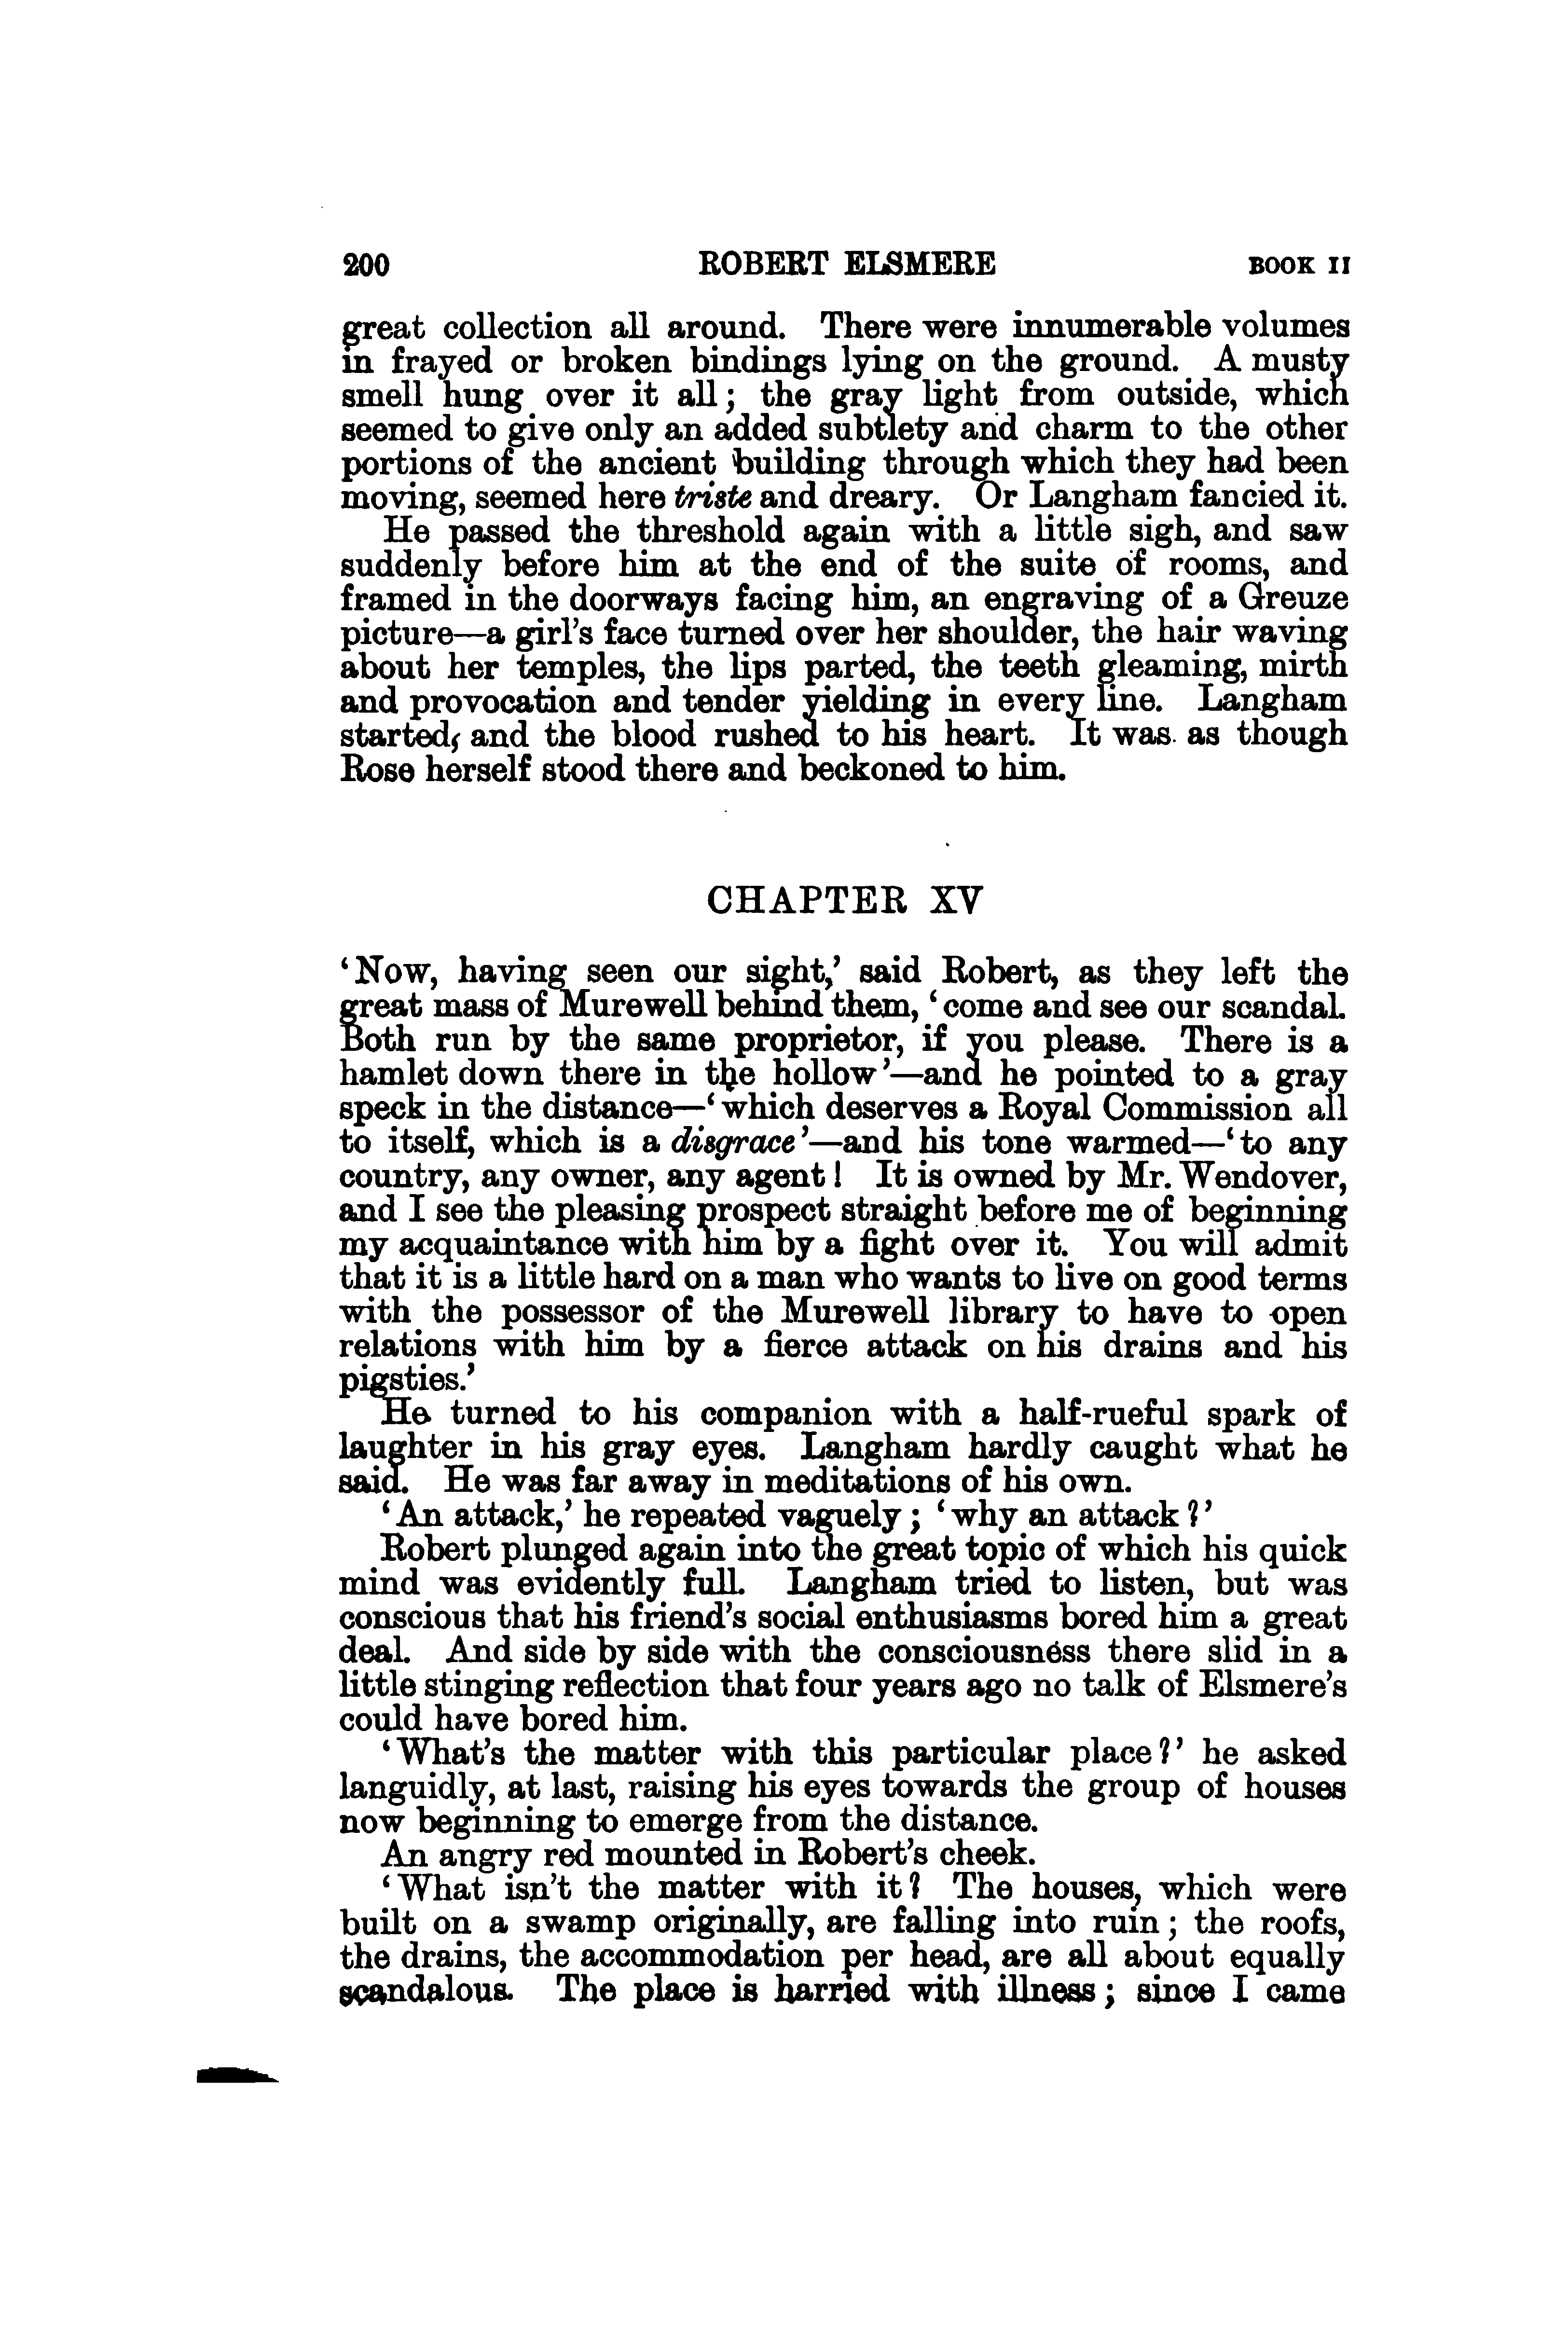 200 ROBERT ELSMERE BOOK II
great collection all around. There were innumerable volumes
in frayed or broken bindings lying on the ground. A musty
smell hung over it all; the gray light from outside, which
seemed to give only an added subtlety and charm to the other
portions of the ancient building through which they had been
moving, seemed here triste and dreary. Or Langham fancied it.
He passed the threshold again with a little sigh, and saw
suddenly before him at the end of the suite of rooms, and
framed in the doorways facing him, an engraving of a Greuze
picture—a girl's face turned over her shoulder, the hair waving
about her temples, the lips parted, the teeth gleaming, mirth
and provocation and tender yielding in every line. Langham
started, and the blood rushed to his heart. It was as though
Rose herself stood there and beckoned to him.
CHAPTER XV
‘Now, having seen our sight,’ said Robert, as they left the
great mass of Murewell behind them, ‘come and see our scandal.
Both run by the same proprietor, if you please. There is a
hamlet down there in the hollow’—and he pointed to a gray
speck in the distance—‘which deserves a Royal Commission all
to itself, which is a disgrace’—and his tone warmed—‘to any
country, any owner, any agent! It is owned by Mr. Wendover,
and I see the pleasing prospect straight before me of beginning
my acquaintance with him by a fight over it. You will admit
that it is a little hard on a man who wants to live on good terms
with the possessor of the Murewell library to have to open
relations with him by a fierce attack on his drains and his
pigsties.’
He turned to his companion with a half-rueful spark of
laughter in his gray eyes. Langham hardly caught what he
said. He was far away in meditations of his own.
‘An attack,’ he repeated vaguely; ‘why an attack?’
Robert plunged again into the great topic of which his quick
mind was evidently full. Langham tried to listen, but was
conscious that his friend's social enthusiasms bored him a great
deal. And side by side with the consciousness there slid in a
little stinging reflection that four years ago no talk of Elsmere's
could have bored him.
‘What's the matter with this particular place?’ he asked
languidly, at last, raising his eyes towards the group of houses
now beginning to emerge from the distance.
An angry red mounted in Robert's cheek.
‘What isn't the matter with it? The houses, which were
built on a swamp originally, are falling into ruin; the roofs,
the drains, the accommodation per head, are all about equally
scandalous. The place is harried with illness; since I came